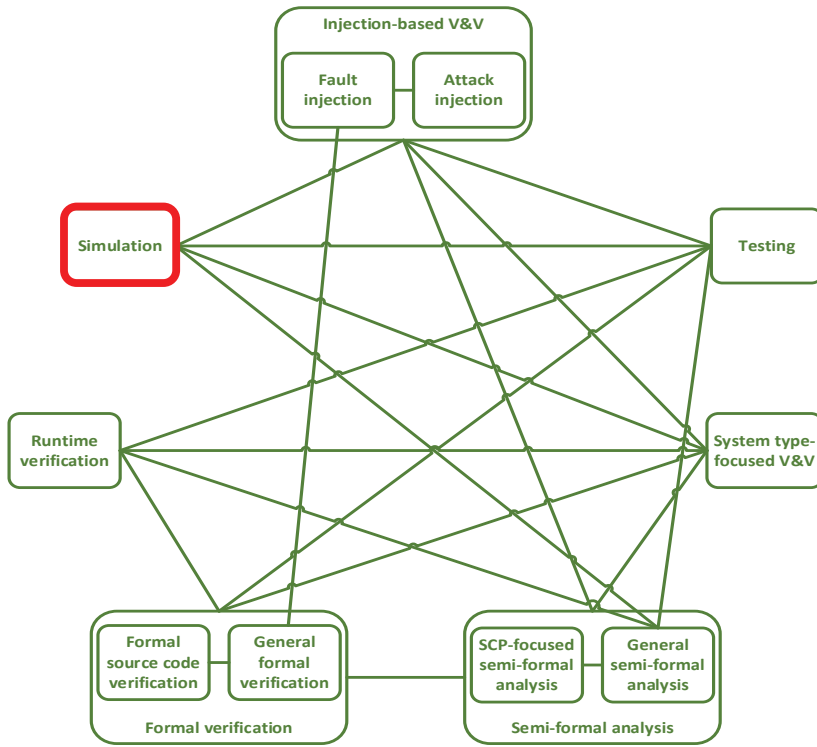 Injection-based V&V
Fault
injection
Attack
injection
Simulation
Testing
Runtime
verification
System type-
focused V&V
Formal
source code
verification
General
formal
verification
Formal verification
SCP-focused
semi-formal
analysis
General
semi-formal
analysis
Semi-formal analysis